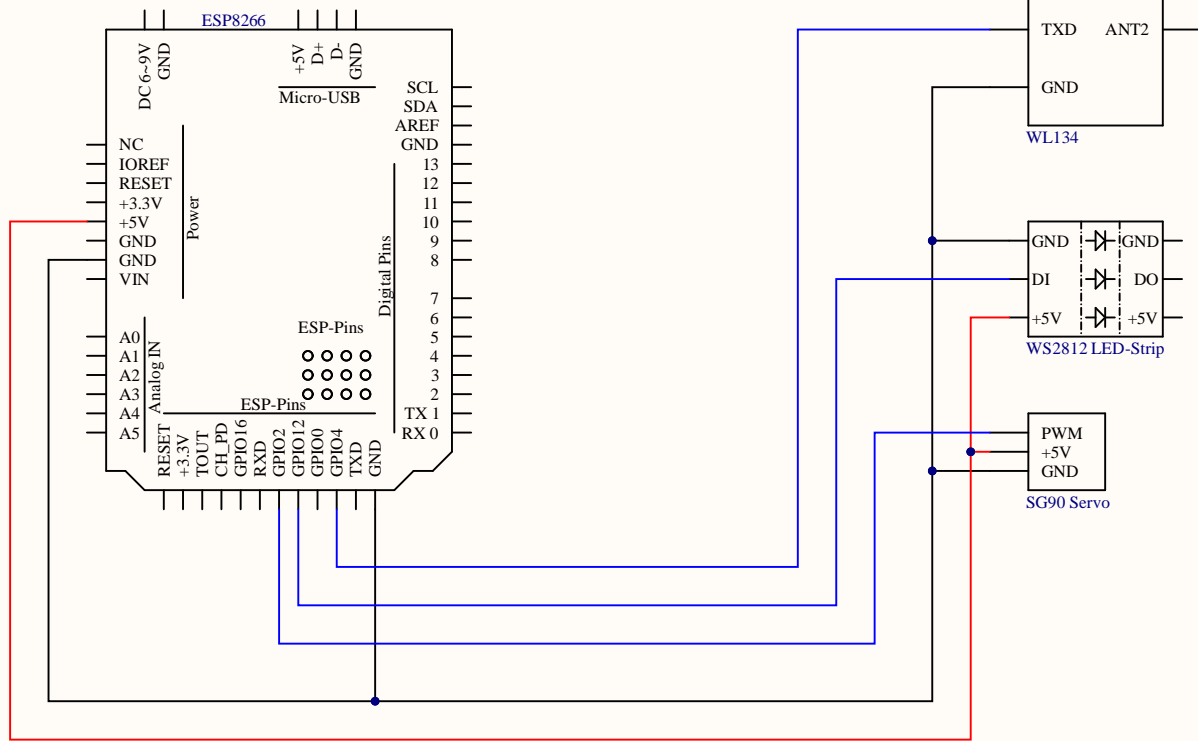 ESP8266
DC 6~9V
GND
+5V
D+
D-
GND
Micro-USB
SCL
SDA
AREF
GND
13
12
11
10
9
8
7
6
5
4
3
2
TX 1
RX 0
Digital Pins
NC
IOREF
RESET
+3.3V
+5V
GND
GND
VIN
Power
A0
A1
A2
A3
A4
A5
Analog IN
ESP-Pins
ESP-Pins
RESET
+3.3V
TOUT
CH_PD
GPIO16
RXD
GPIO2
GPIO12
GPIO0
GPIO4
TXD
GND
TXD ANT2
GND
WL134
GND GND
DI DO
+5V +5V
WS2812 LED-Strip
PWM
+5V
GND
SG90 Servo